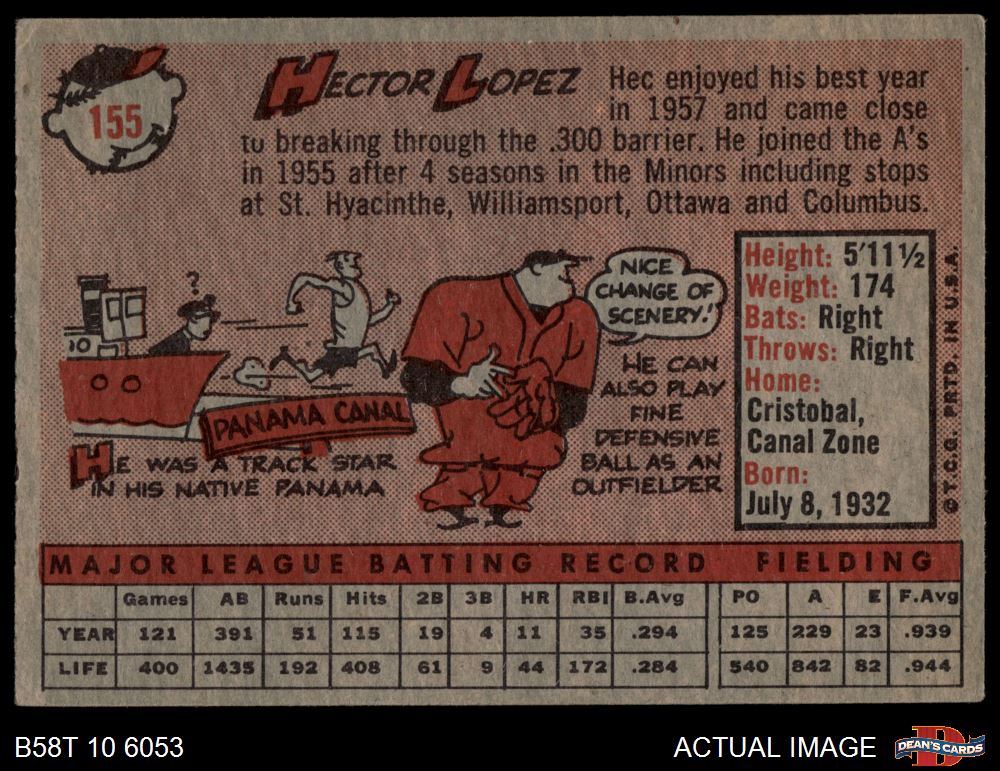 155
HECTOR LOPEZ
Hec enjoyed his best year
in 1957 and came close
to breaking through the .300 barrier. He joined the A's
in 1955 after 4 seasons in the Minors including stops
at St. Hyacinthe, Williamsport, Ottawa and Columbus.
?
PANAMA CANAL
HE WAS A TRACK STAR
IN HIS NATIVE PANAMA
NICE
CHANGE OF
SCENERY!
HE CAN
ALSO PLAY
FINE
DEFENSIVE
BALL AS AN
OUTFIELDER
Height: 5'11 ½
Weight: 174
Bats: Right
Throws: Right
Home:
Cristobal,
Canal Zone
Born:
July 8, 1932
© T.C.G. PRTD. IN U.S.A.
MAJOR LEAGUE BATTING RECORD FIELDING
Games AB Runs Hits 2B 3B HR RBI B.Avg PO A E F.Avg
YEAR 121 391 51 115 19 4 11 35 .294 125 229 23 .939
LIFE 400 1435 192 408 61 9 44 172 .284 540 842 82 .944
B58T 10 6053
ACTUAL IMAGE
D
DEAN'S CARDS